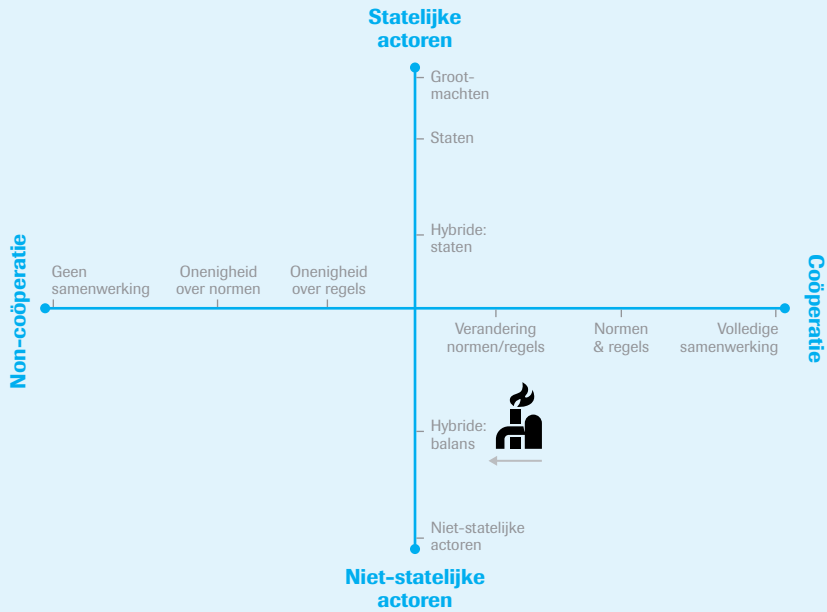 Statelijke
actoren
Groot-
machten
Staten
Hybride:
staten
Non-coöperatie
Geen
samenwerking
Onenigheid
over normen
Onenigheid
over regels
Verandering
normen/regels
Normen
& regels
Volledige
samenwerking
Coöperatie
Hybride:
balans
Niet-statelijke
actoren
Niet-statelijke
actoren